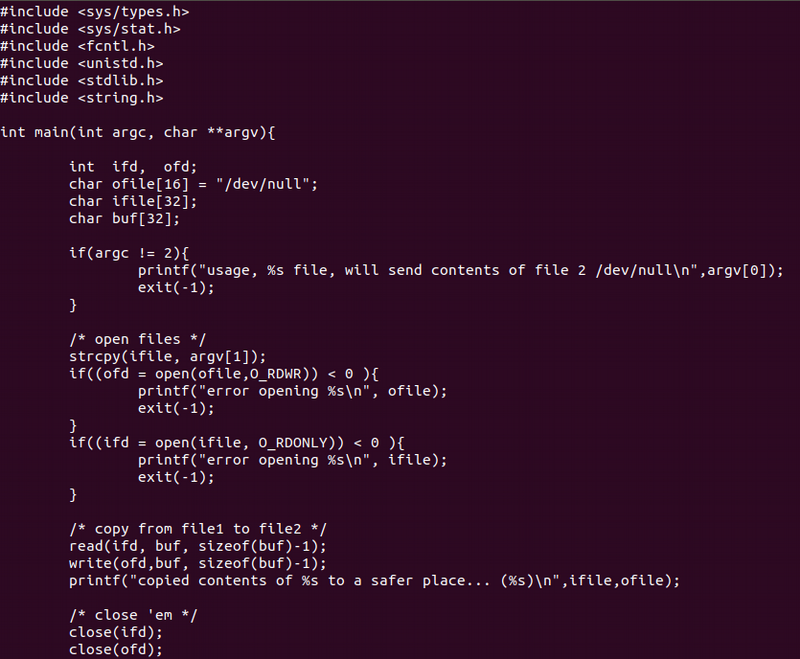 #include <sys/types.h>
#include <sys/stat.h>
#include <fcntl.h>
#include <unistd.h>
#include <stdlib.h>
#include <string.h>

int main(int argc, char **argv){

        int  ifd,  ofd;
        char ofile[16] = "/dev/null";
        char ifile[32];
        char buf[32];

        if(argc != 2){
                printf("usage, %s file, will send contents of file 2 /dev/null\n",argv[0]);
                exit(-1);
        }

        /* open files */
        strcpy(ifile, argv[1]);
        if((ofd = open(ofile,O_RDWR)) < 0 ){
                printf("error opening %s\n", ofile);
                exit(-1);
        }
        if((ifd = open(ifile, O_RDONLY)) < 0 ){
                printf("error opening %s\n", ifile);
                exit(-1);
        }

        /* copy from file1 to file2 */
        read(ifd, buf, sizeof(buf)-1);
        write(ofd,buf, sizeof(buf)-1);
        printf("copied contents of %s to a safer place... (%s)\n",ifile,ofile);

        /* close 'em */
        close(ifd);
        close(ofd);